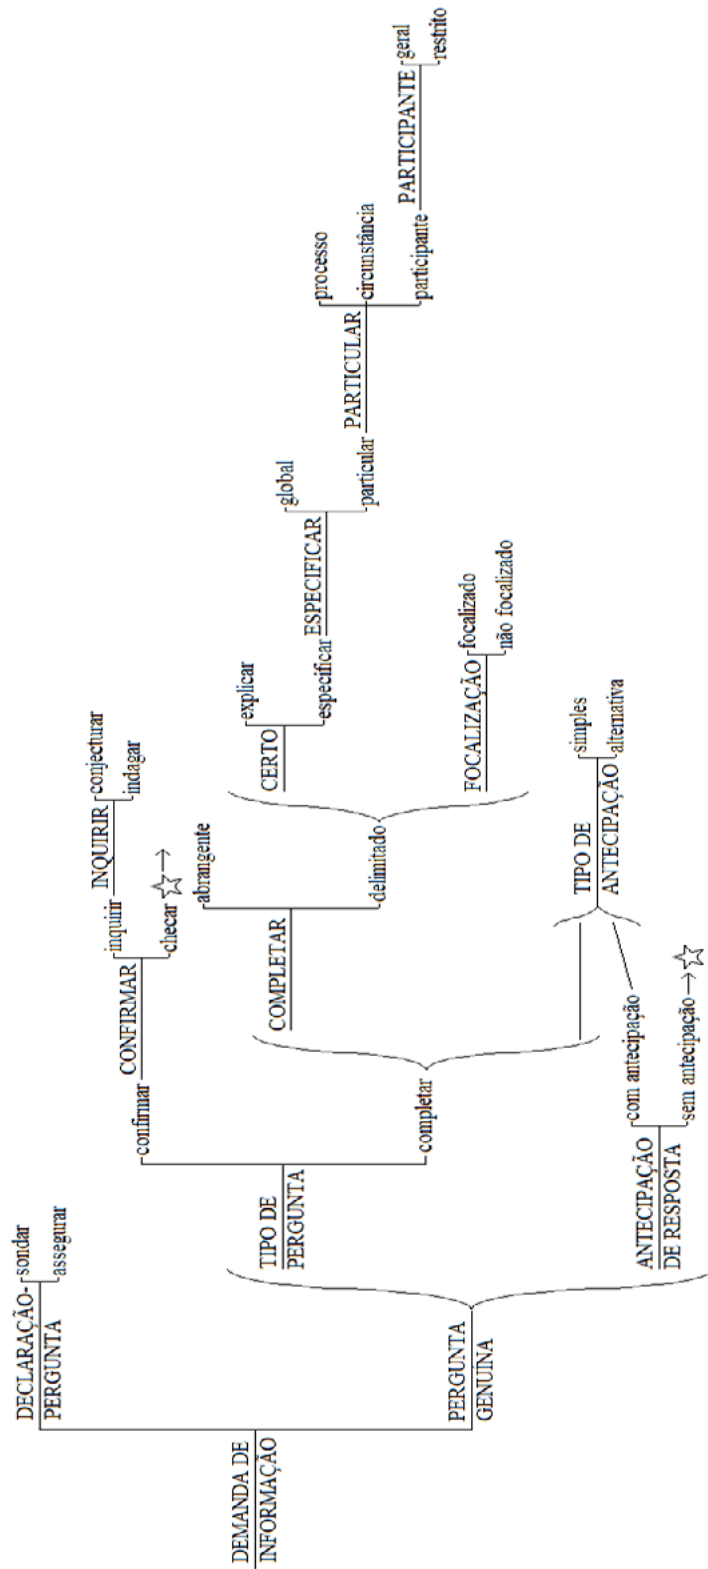 DEMANDA DE
INFORMAÇÃO
DECLARAÇÃO-
PERGUNTA
sondar
assegurar
PERGUNTA
GENUÍNA
TIPO DE
PERGUNTA
confirmar
CONFIRMAR
inquirir
INQUIRIR
conjecturar
indagar
checar
completar
COMPLETAR
abrangente
delimitado
CERTO
explicar
especificar
ESPECIFICAR
global
particular
PARTICULAR
processo
circunstância
participante
PARTICIPANTE
geral
restrito
FOCALIZAÇÃO
focalizado
não focalizado
ANTECIPAÇÃO
DE RESPOSTA
com antecipação
sem antecipação
TIPO DE
ANTECIPAÇÃO
simples
alternativa